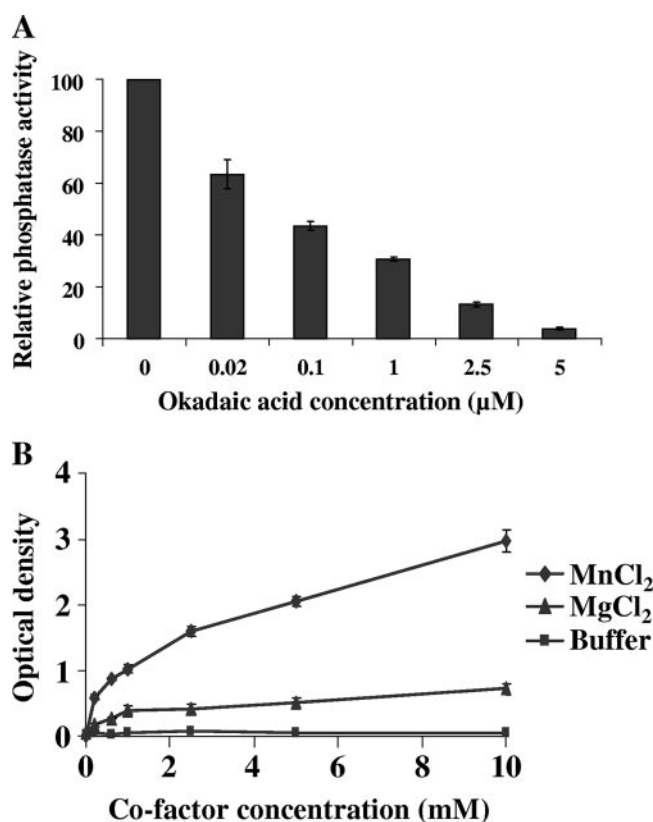 A
Relative phosphatase activity
100
80
60
40
20
0
0 0.02 0.1 1 2.5 5
Okadaic acid concentration (µM)
B
Optical density
4
3
2
1
0
0 2 4 6 8 10
Co-factor concentration (mM)
MnCl₂
MgCl₂
Buffer